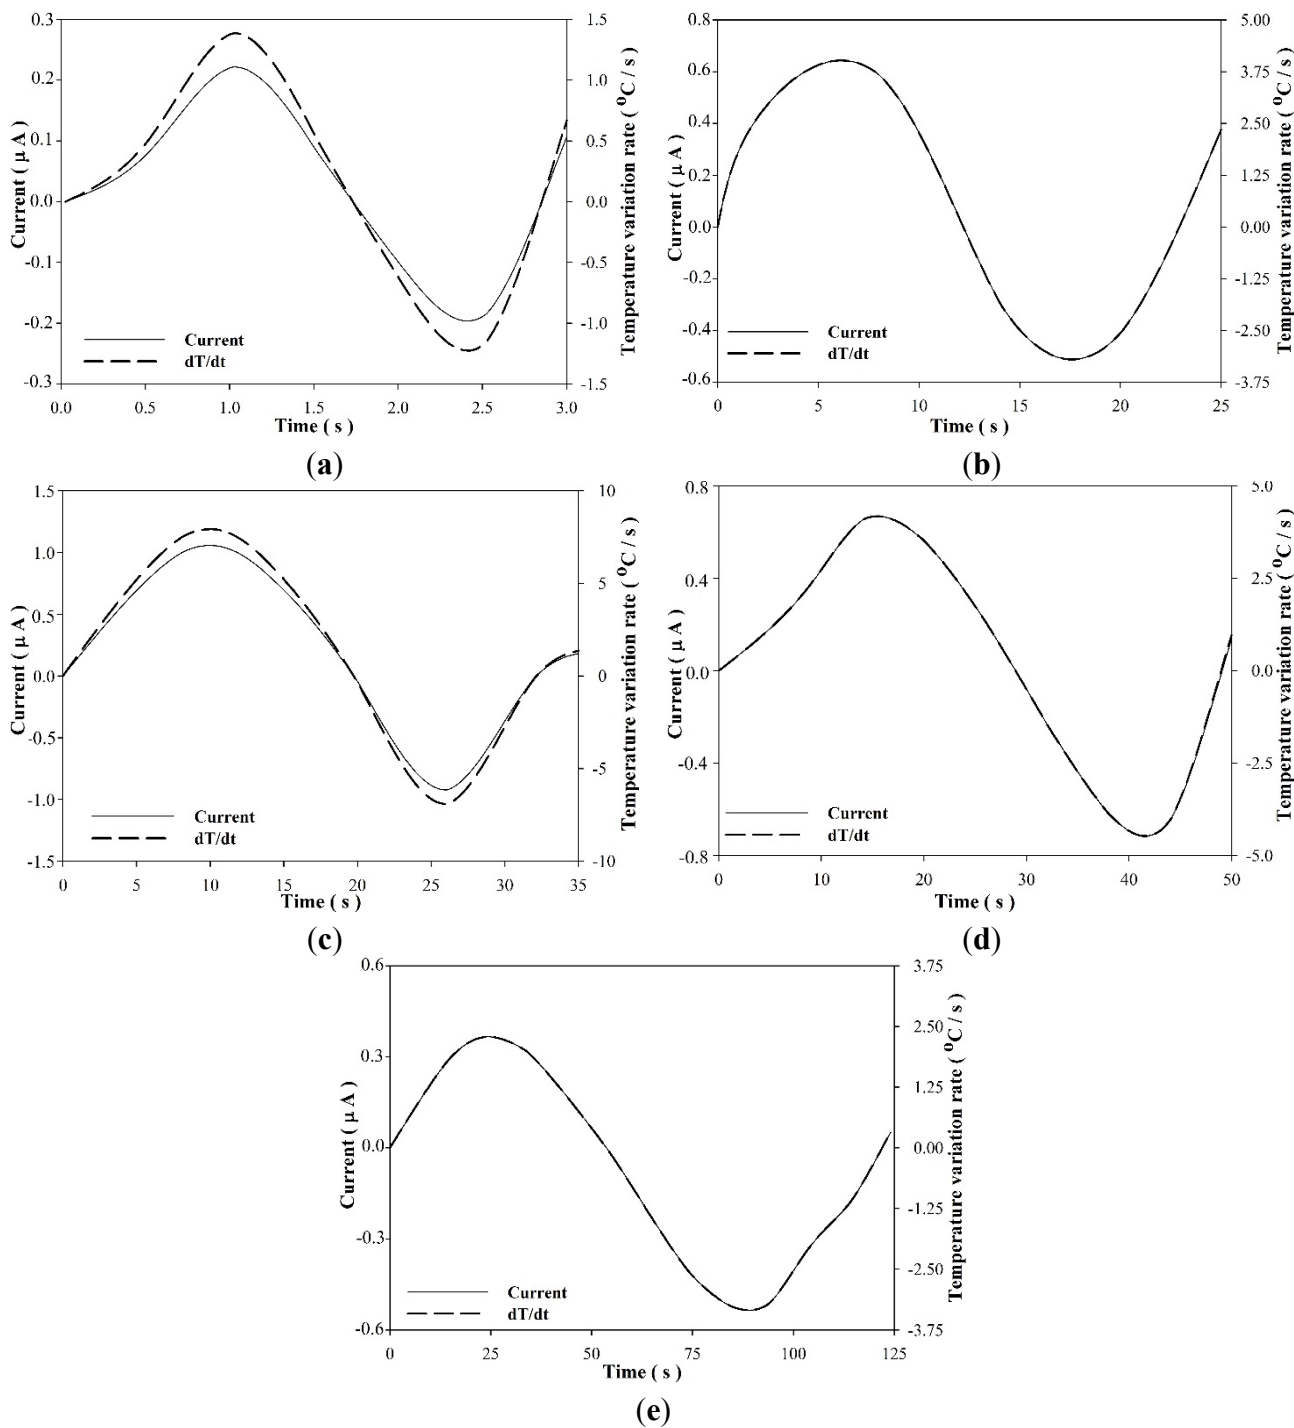 0.3
0.2
0.1
0.0
-0.1
-0.2
-0.3
Current ( μ A )
1.5
1.0
0.5
0.0
-0.5
-1.0
-1.5
Temperature variation rate ( ºC / s )
Current
dT/dt
0.0 0.5 1.0 1.5 2.0 2.5 3.0
Time ( s )
(a)
0.8
0.6
0.4
0.2
0.0
-0.2
-0.4
-0.6
Current ( μ A )
5.00
3.75
2.50
1.25
0.00
-1.25
-2.50
-3.75
Temperature variation rate ( ºC / s )
Current
dT/dt
0 5 10 15 20 25
Time ( s )
(b)
1.5
1.0
0.5
0.0
-0.5
-1.0
-1.5
Current ( μ A )
10
5
0
-5
-10
Temperature variation rate ( ºC / s )
Current
dT/dt
0 5 10 15 20 25 30 35
Time ( s )
(c)
0.8
0.4
0.0
-0.4
-0.8
Current ( μ A )
5.0
2.5
0.0
-2.5
-5.0
Temperature variation rate ( ºC / s )
Current
dT/dt
0 10 20 30 40 50
Time ( s )
(d)
0.6
0.3
0.0
-0.3
-0.6
Current ( μ A )
3.75
2.50
1.25
0.00
-1.25
-2.50
-3.75
Temperature variation rate ( ºC / s )
Current
dT/dt
0 25 50 75 100 125
Time ( s )
(e)